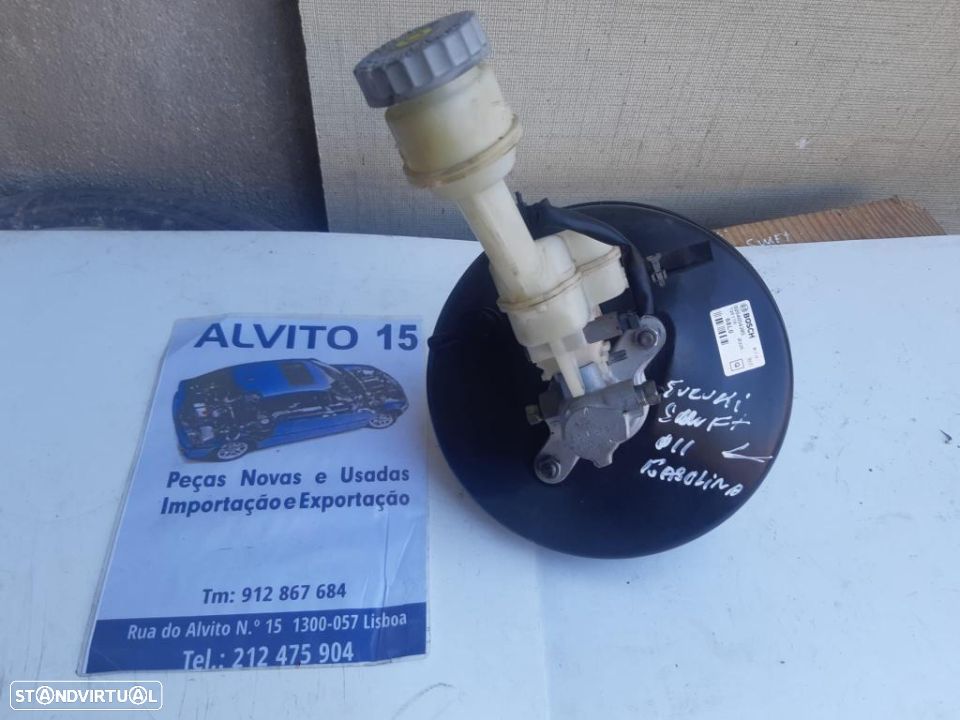 ALVITO 15
Peças Novas e Usadas
Importação e Exportação
Tm: 912 867 684
Rua do Alvito N.º 15 1300-057 Lisboa
Tel.: 212 475 904
BOSCH
SUZUKI
SWIFT
011
GASOLINA
SWIFT
STANDVIRTUAL